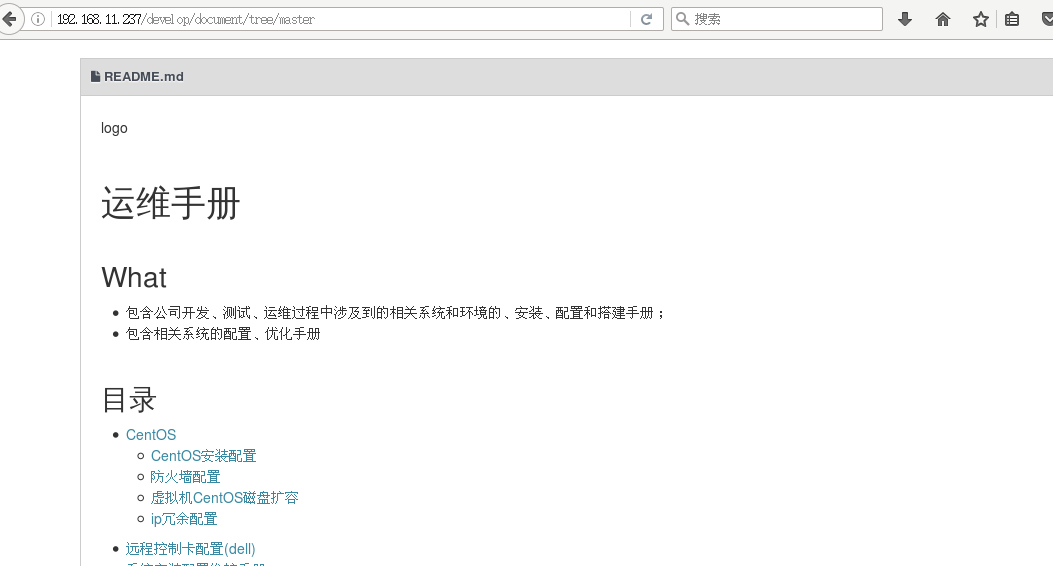 192.168.11.237/develop/document/tree/master
搜索
README.md
logo
运维手册
What
包含公司开发、测试、运维过程中涉及到的相关系统和环境的、安装、配置和搭建手册；
包含相关系统的配置、优化手册
目录
CentOS
CentOS安装配置
防火墙配置
虚拟机CentOS磁盘扩容
ip冗余配置
远程控制卡配置(dell)